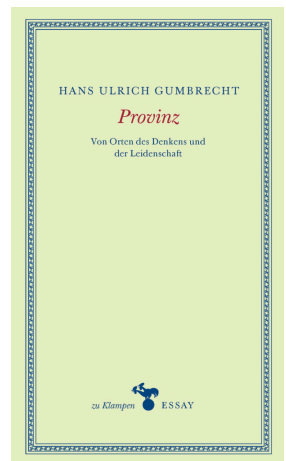 HANS ULRICH GUMBRECHT
Provinz
Von Orten des Denkens und
der Leidenschaft
zu Klampen ESSAY